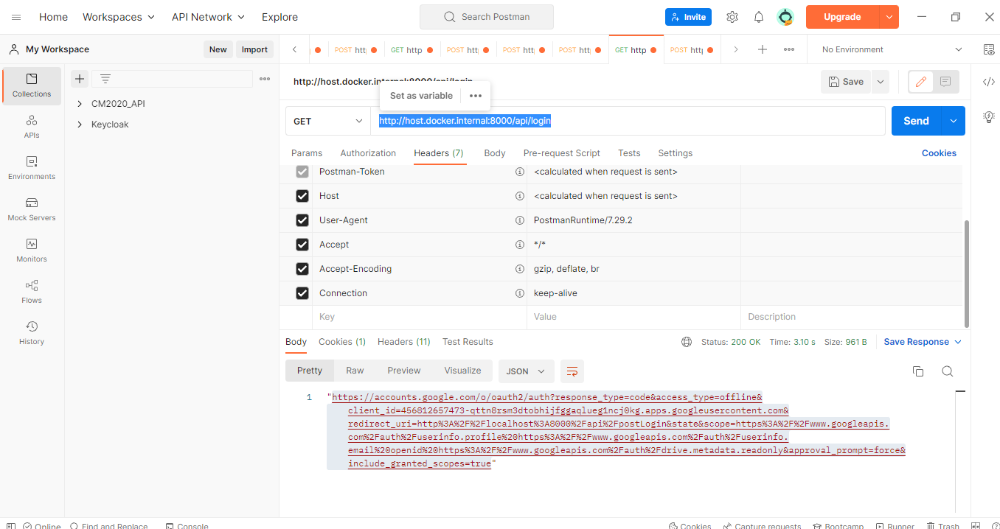 Home Workspaces API Network Explore Search Postman Invite Upgrade
My Workspace New Import POST htt GET http POST htt POST htt POST htt GET http POST htt No Environment
Collections
APIs
Environments
Mock Servers
Monitors
Flows
History
CM2020_API
Keycloak
http://host.docker.internal:8000/api/login Save
Set as variable
GET http://host.docker.internal:8000/api/login Send
Params Authorization Headers (7) Body Pre-request Script Tests Settings Cookies
Postman-Token <calculated when request is sent>
Host <calculated when request is sent>
User-Agent PostmanRuntime/7.29.2
Accept */*
Accept-Encoding gzip, deflate, br
Connection keep-alive
Key Value Description
Body Cookies (1) Headers (11) Test Results Status: 200 OK Time: 3.10 s Size: 961 B Save Response
Pretty Raw Preview Visualize JSON
1 "https://accounts.google.com/o/oauth2/auth?response_type=code&access_type=offline&
client_id=456812657473-qttn8rsm3dtobhijfggaqlueg1ncj0kg.apps.googleusercontent.com&
redirect_uri=http%3A%2F%2Flocalhost%3A8000%2Fapi%2FpostLogin&state&scope=https%3A%2F%2Fwww.googleapis.
com%2Fauth%2Fuserinfo.profile%20https%3A%2F%2Fwww.googleapis.com%2Fauth%2Fuserinfo.
email%20openid%20https%3A%2F%2Fwww.googleapis.com%2Fauth%2Fdrive.metadata.readonly&approval_prompt=force&
include_granted_scopes=true"
Online Find and Replace Console Cookies Capture requests Bootcamp Runner Trash